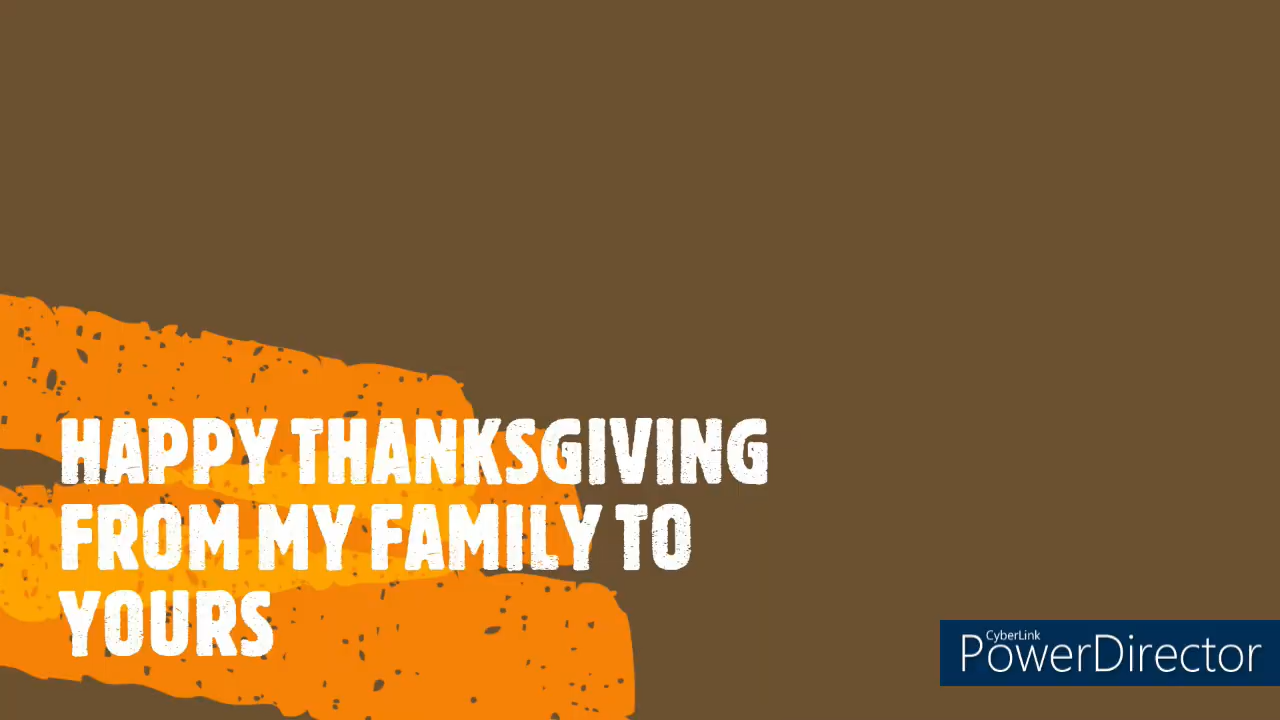 HAPPY THANKSGIVING
FROM MY FAMILY TO
YOURS
CyberLink
PowerDirector